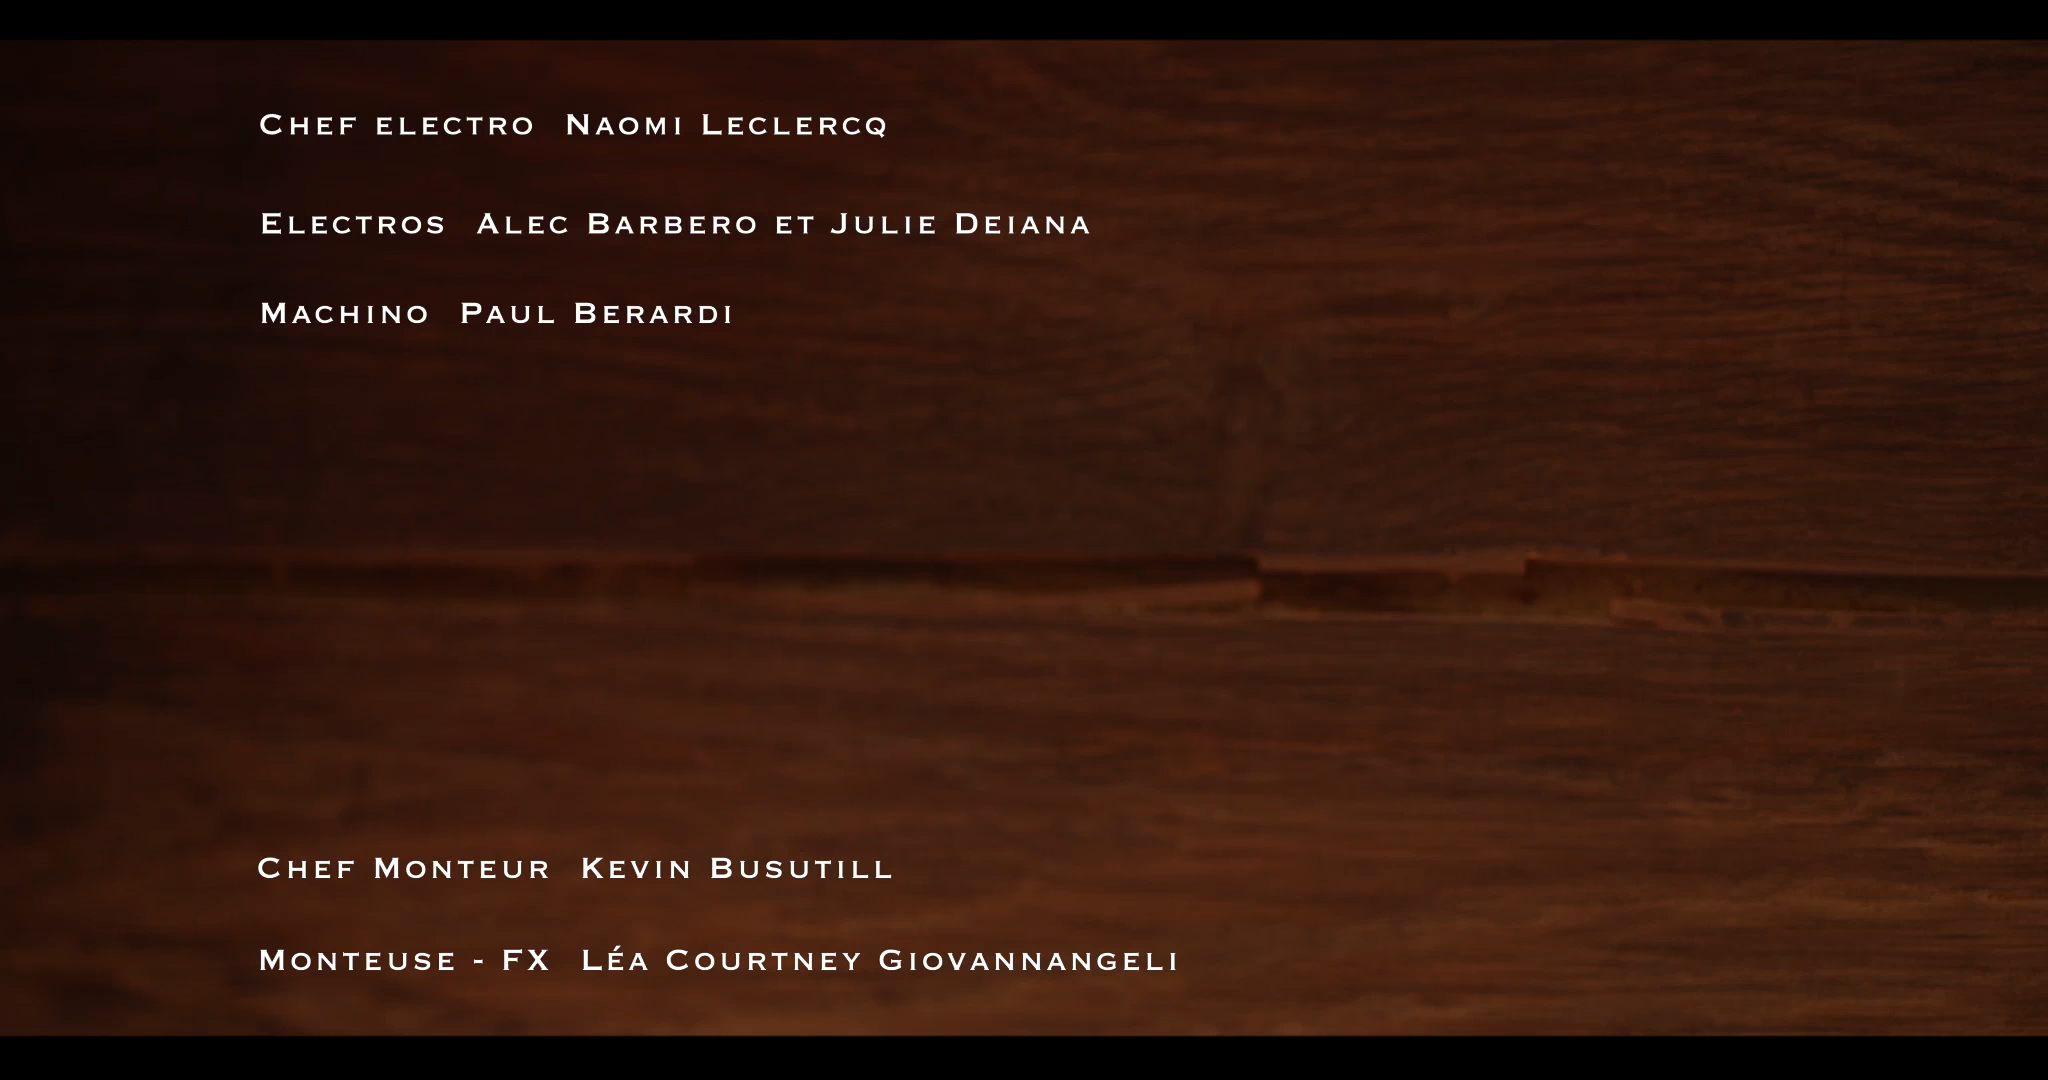 Chef electro Naomi Leclercq
Electros Alec Barbero et Julie Deiana
Machino Paul Berardi
Chef Monteur Kevin Busutill
Monteuse - FX Léa Courtney Giovannangeli